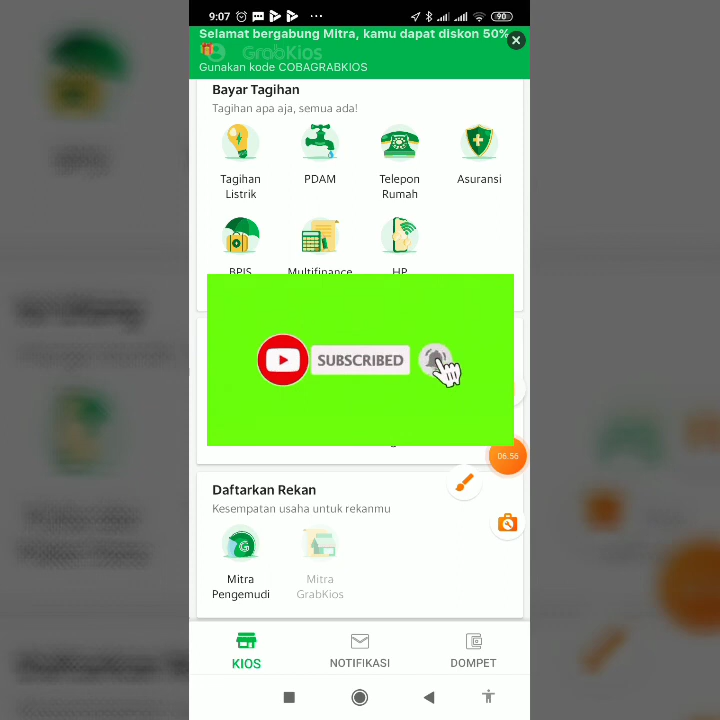 9:07
90
Selamat bergabung Mitra, kamu dapat diskon 50%
GrabKios
Gunakan kode COBAGRABKIOS
Bayar Tagihan
Tagihan apa aja, semua ada!
Tagihan Listrik
PDAM
Telepon Rumah
Asuransi
BPJS
Multifinance
HP
SUBSCRIBED
06:56
Daftarkan Rekan
Kesempatan usaha untuk rekanmu
Mitra Pengemudi
Mitra GrabKios
KIOS
NOTIFIKASI
DOMPET